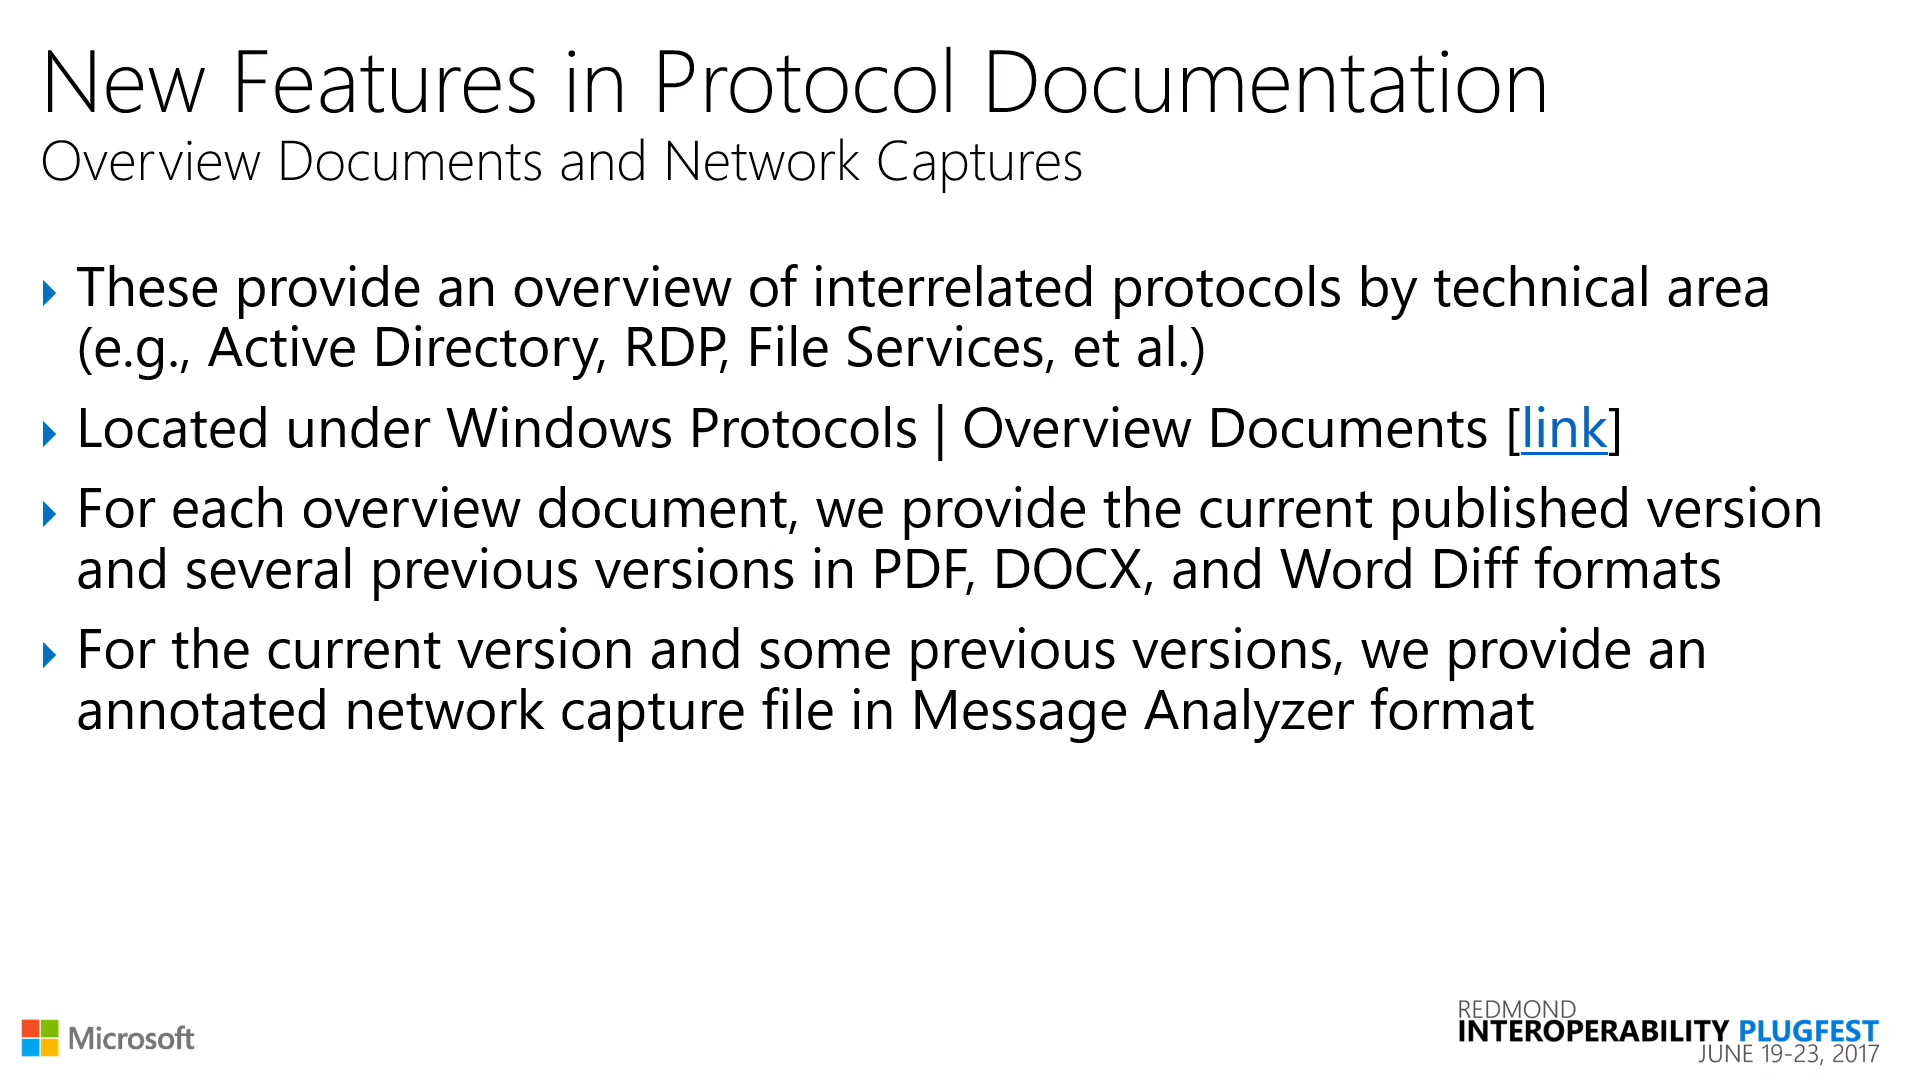 New Features in Protocol Documentation
Overview Documents and Network Captures
These provide an overview of interrelated protocols by technical area
(e.g., Active Directory, RDP, File Services, et al.)
Located under Windows Protocols | Overview Documents [link]
For each overview document, we provide the current published version
and several previous versions in PDF, DOCX, and Word Diff formats
For the current version and some previous versions, we provide an
annotated network capture file in Message Analyzer format
Microsoft
REDMOND
INTEROPERABILITY PLUGFEST
JUNE 19-23, 2017